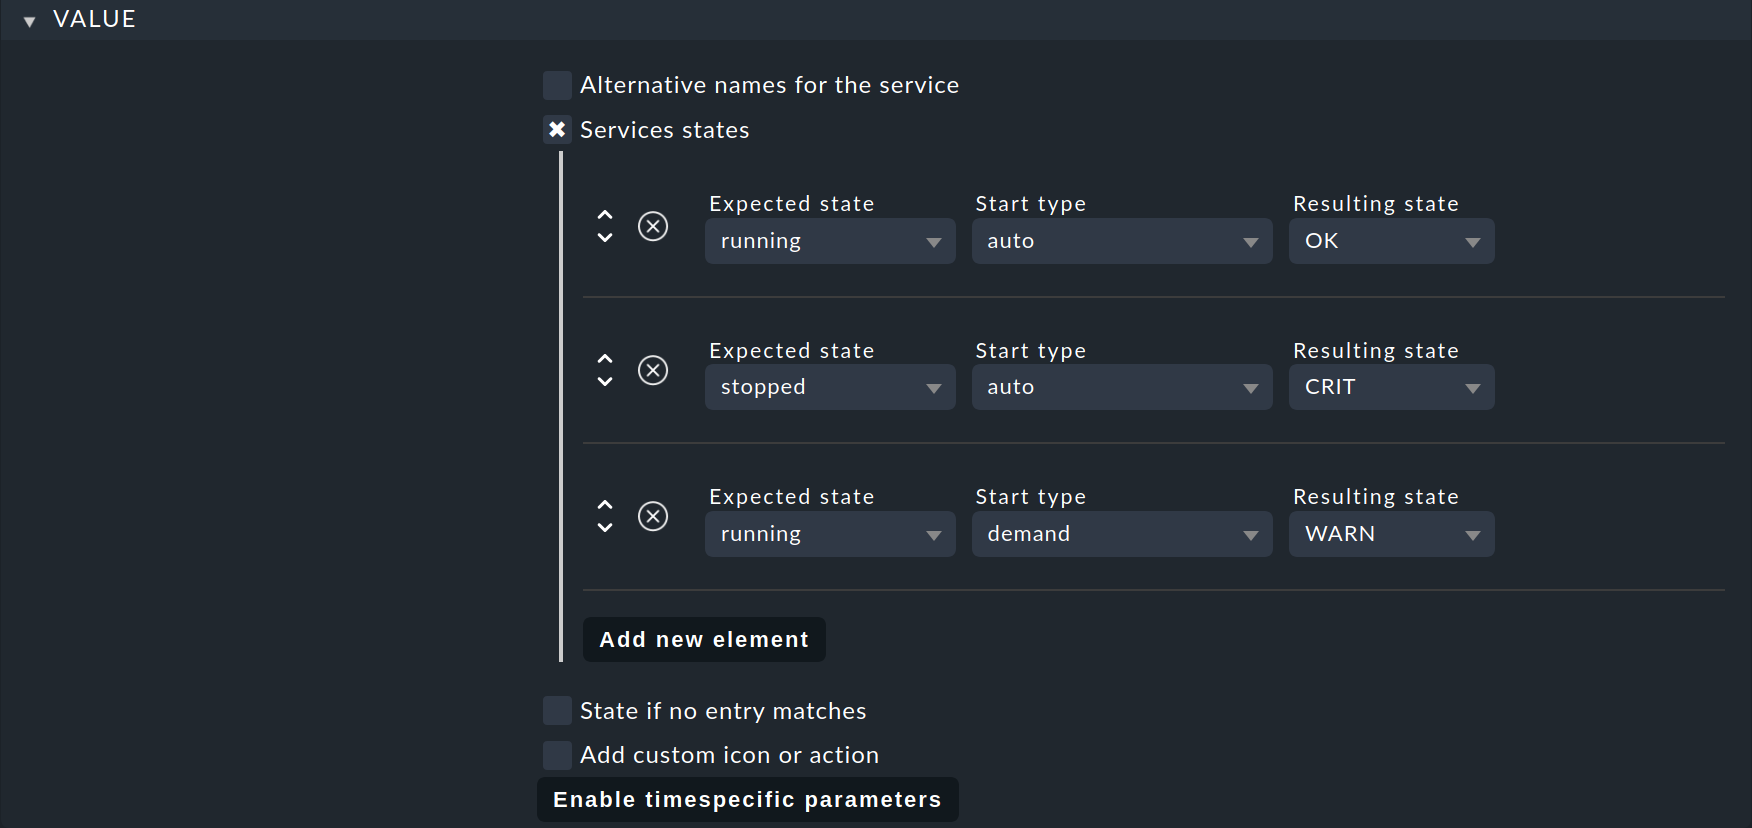 VALUE
Alternative names for the service
Services states
Expected state Start type Resulting state
running auto OK
Expected state Start type Resulting state
stopped auto CRIT
Expected state Start type Resulting state
running demand WARN
Add new element
State if no entry matches
Add custom icon or action
Enable timespecific parameters